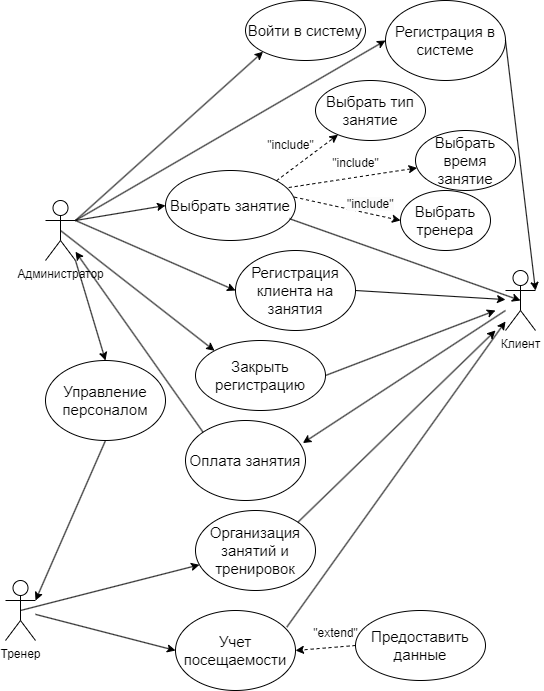 Войти в систему
Регистрация в
системе
Выбрать тип
занятие
"include"
Выбрать
время
занятие
"include"
Выбрать занятие
"include"
Выбрать
тренера
Администратор
Регистрация
клиента на
занятия
Клиент
Закрыть
регистрацию
Управление
персоналом
Оплата занятия
Организация
занятий и
тренировок
Тренер
Учет
посещаемости
"extend"
Предоставить
данные